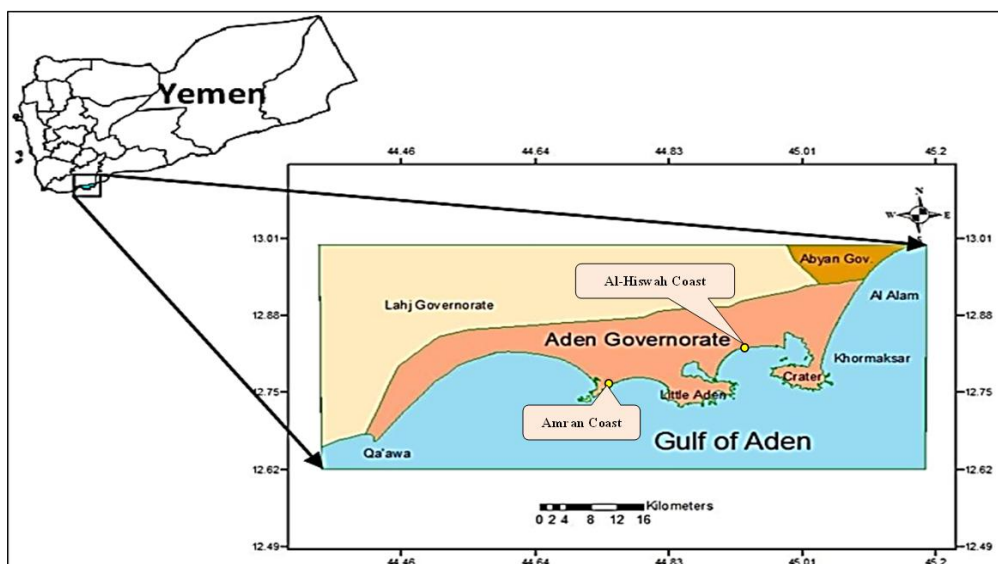 Yemen
44.46 44.64 44.83 45.01 45.2
N
W E
13.01 13.01
Abyan Gov.
Al-Hiswah Coast
Lahj Governorate
Al Alam
12.88 12.88
Aden Governorate
Khormaksar
Crater
12.75 12.75
Little Aden
Amran Coast
Gulf of Aden
Qa'awa
12.62 12.62
Kilometers
0 2 4 8 12 16
12.49 12.49
44.46 44.64 44.83 45.01 45.2